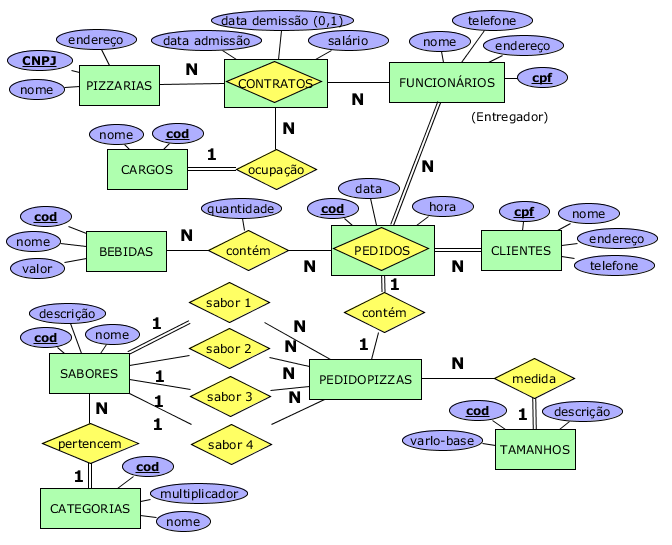 data demissão (0,1)
telefone
endereço
data admissão
salário
nome
endereço
CNPJ
N
PIZZARIAS
CONTRATOS
FUNCIONÁRIOS
cpf
nome
N
(Entregador)
N
nome
cod
1
N
CARGOS
ocupação
data
quantidade
cod
hora
cpf
nome
cod
N
endereço
nome
BEBIDAS
contém
PEDIDOS
CLIENTES
valor
N
N
telefone
1
sabor 1
descrição
contém
1
N
cod
nome
N
1
sabor 2
N
SABORES
1
N
PEDIDOPIZZAS
medida
sabor 3
N
1
N
1
cod
descrição
1
pertencem
sabor 4
varlo-base
TAMANHOS
cod
1
multiplicador
CATEGORIAS
nome